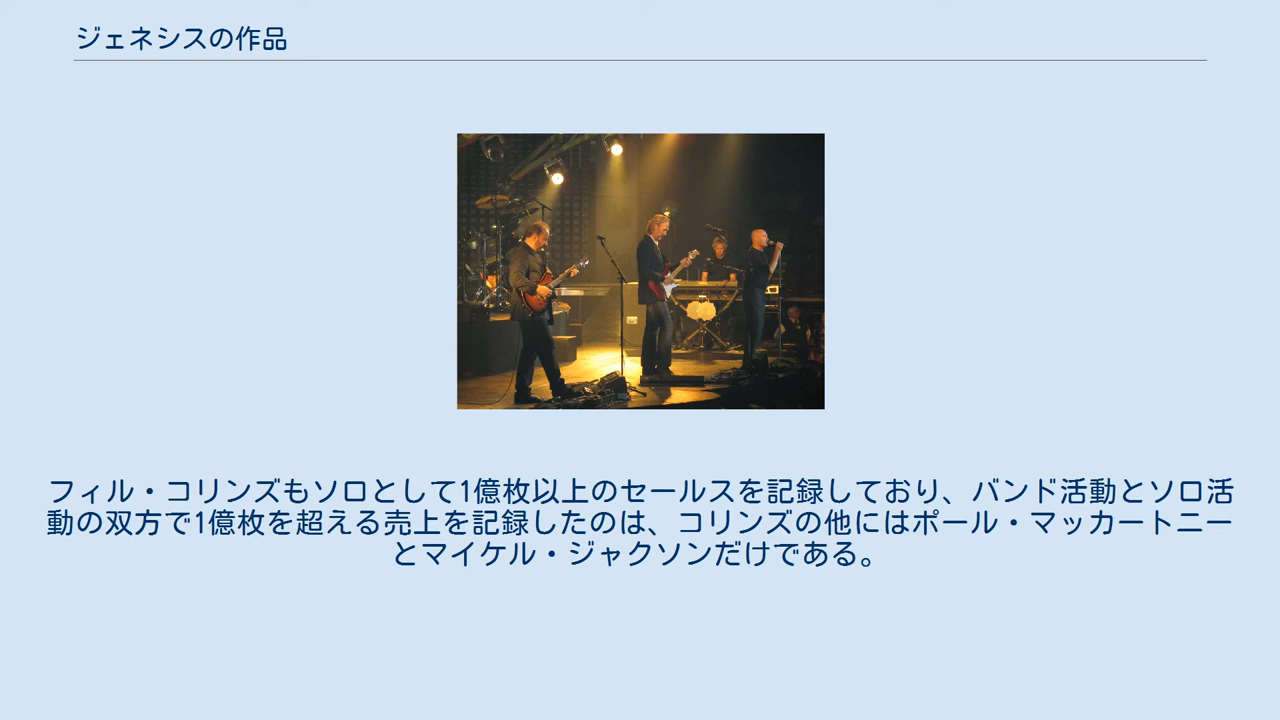 ジェネシスの作品
フィル・コリンズもソロとして1億枚以上のセールスを記録しており、バンド活動とソロ活
動の双方で1億枚を超える売上を記録したのは、コリンズの他にはポール・マッカートニー
とマイケル・ジャクソンだけである。